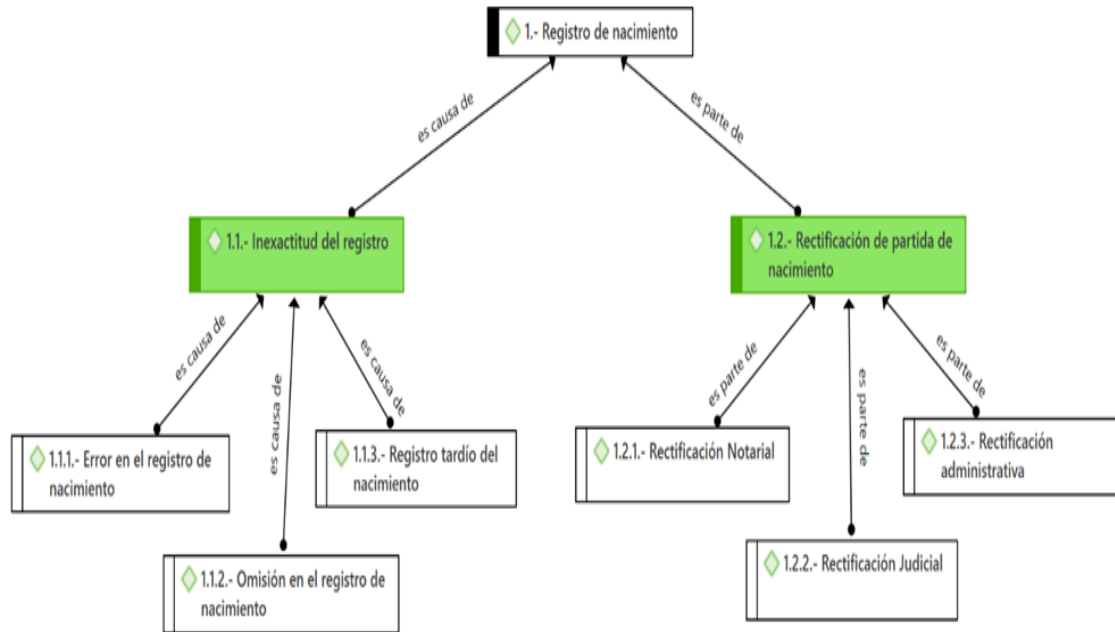 1.- Registro de nacimiento
es causa de
es parte de
1.1.- Inexactitud del registro
1.2.- Rectificación de partida de
nacimiento
es causa de
es causa de
es causa de
es parte de
es parte de
es parte de
1.1.1.- Error en el registro de
nacimiento
1.1.3.- Registro tardío del
nacimiento
1.2.1.- Rectificación Notarial
1.2.3.- Rectificación
administrativa
1.1.2.- Omisión en el registro de
nacimiento
1.2.2.- Rectificación Judicial